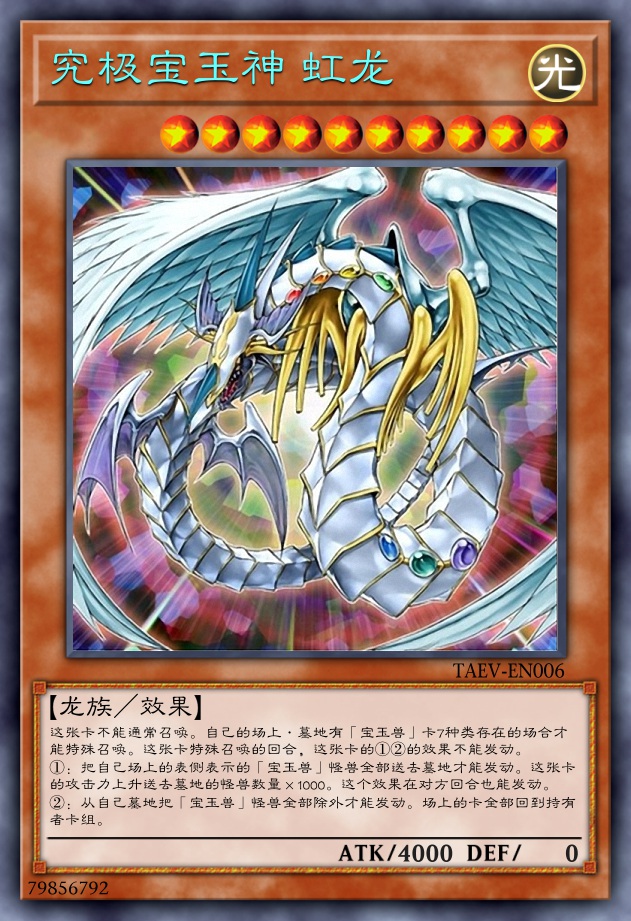 究极宝玉神 虹龙
光
TAEV-EN006
【龙族／效果】
这张卡不能通常召唤。自己的场上·墓地有「宝玉兽」卡7种类存在的场合才
能特殊召唤。这张卡特殊召唤的回合，这张卡的①②的效果不能发动。
①：把自己场上的表侧表示的「宝玉兽」怪兽全部送去墓地才能发动。这张卡
的攻击力上升送去墓地的怪兽数量×1000。这个效果在对方回合也能发动。
②：从自己墓地把「宝玉兽」怪兽全部除外才能发动。场上的卡全部回到持有
者卡组。
ATK/4000 DEF/ 0
79856792